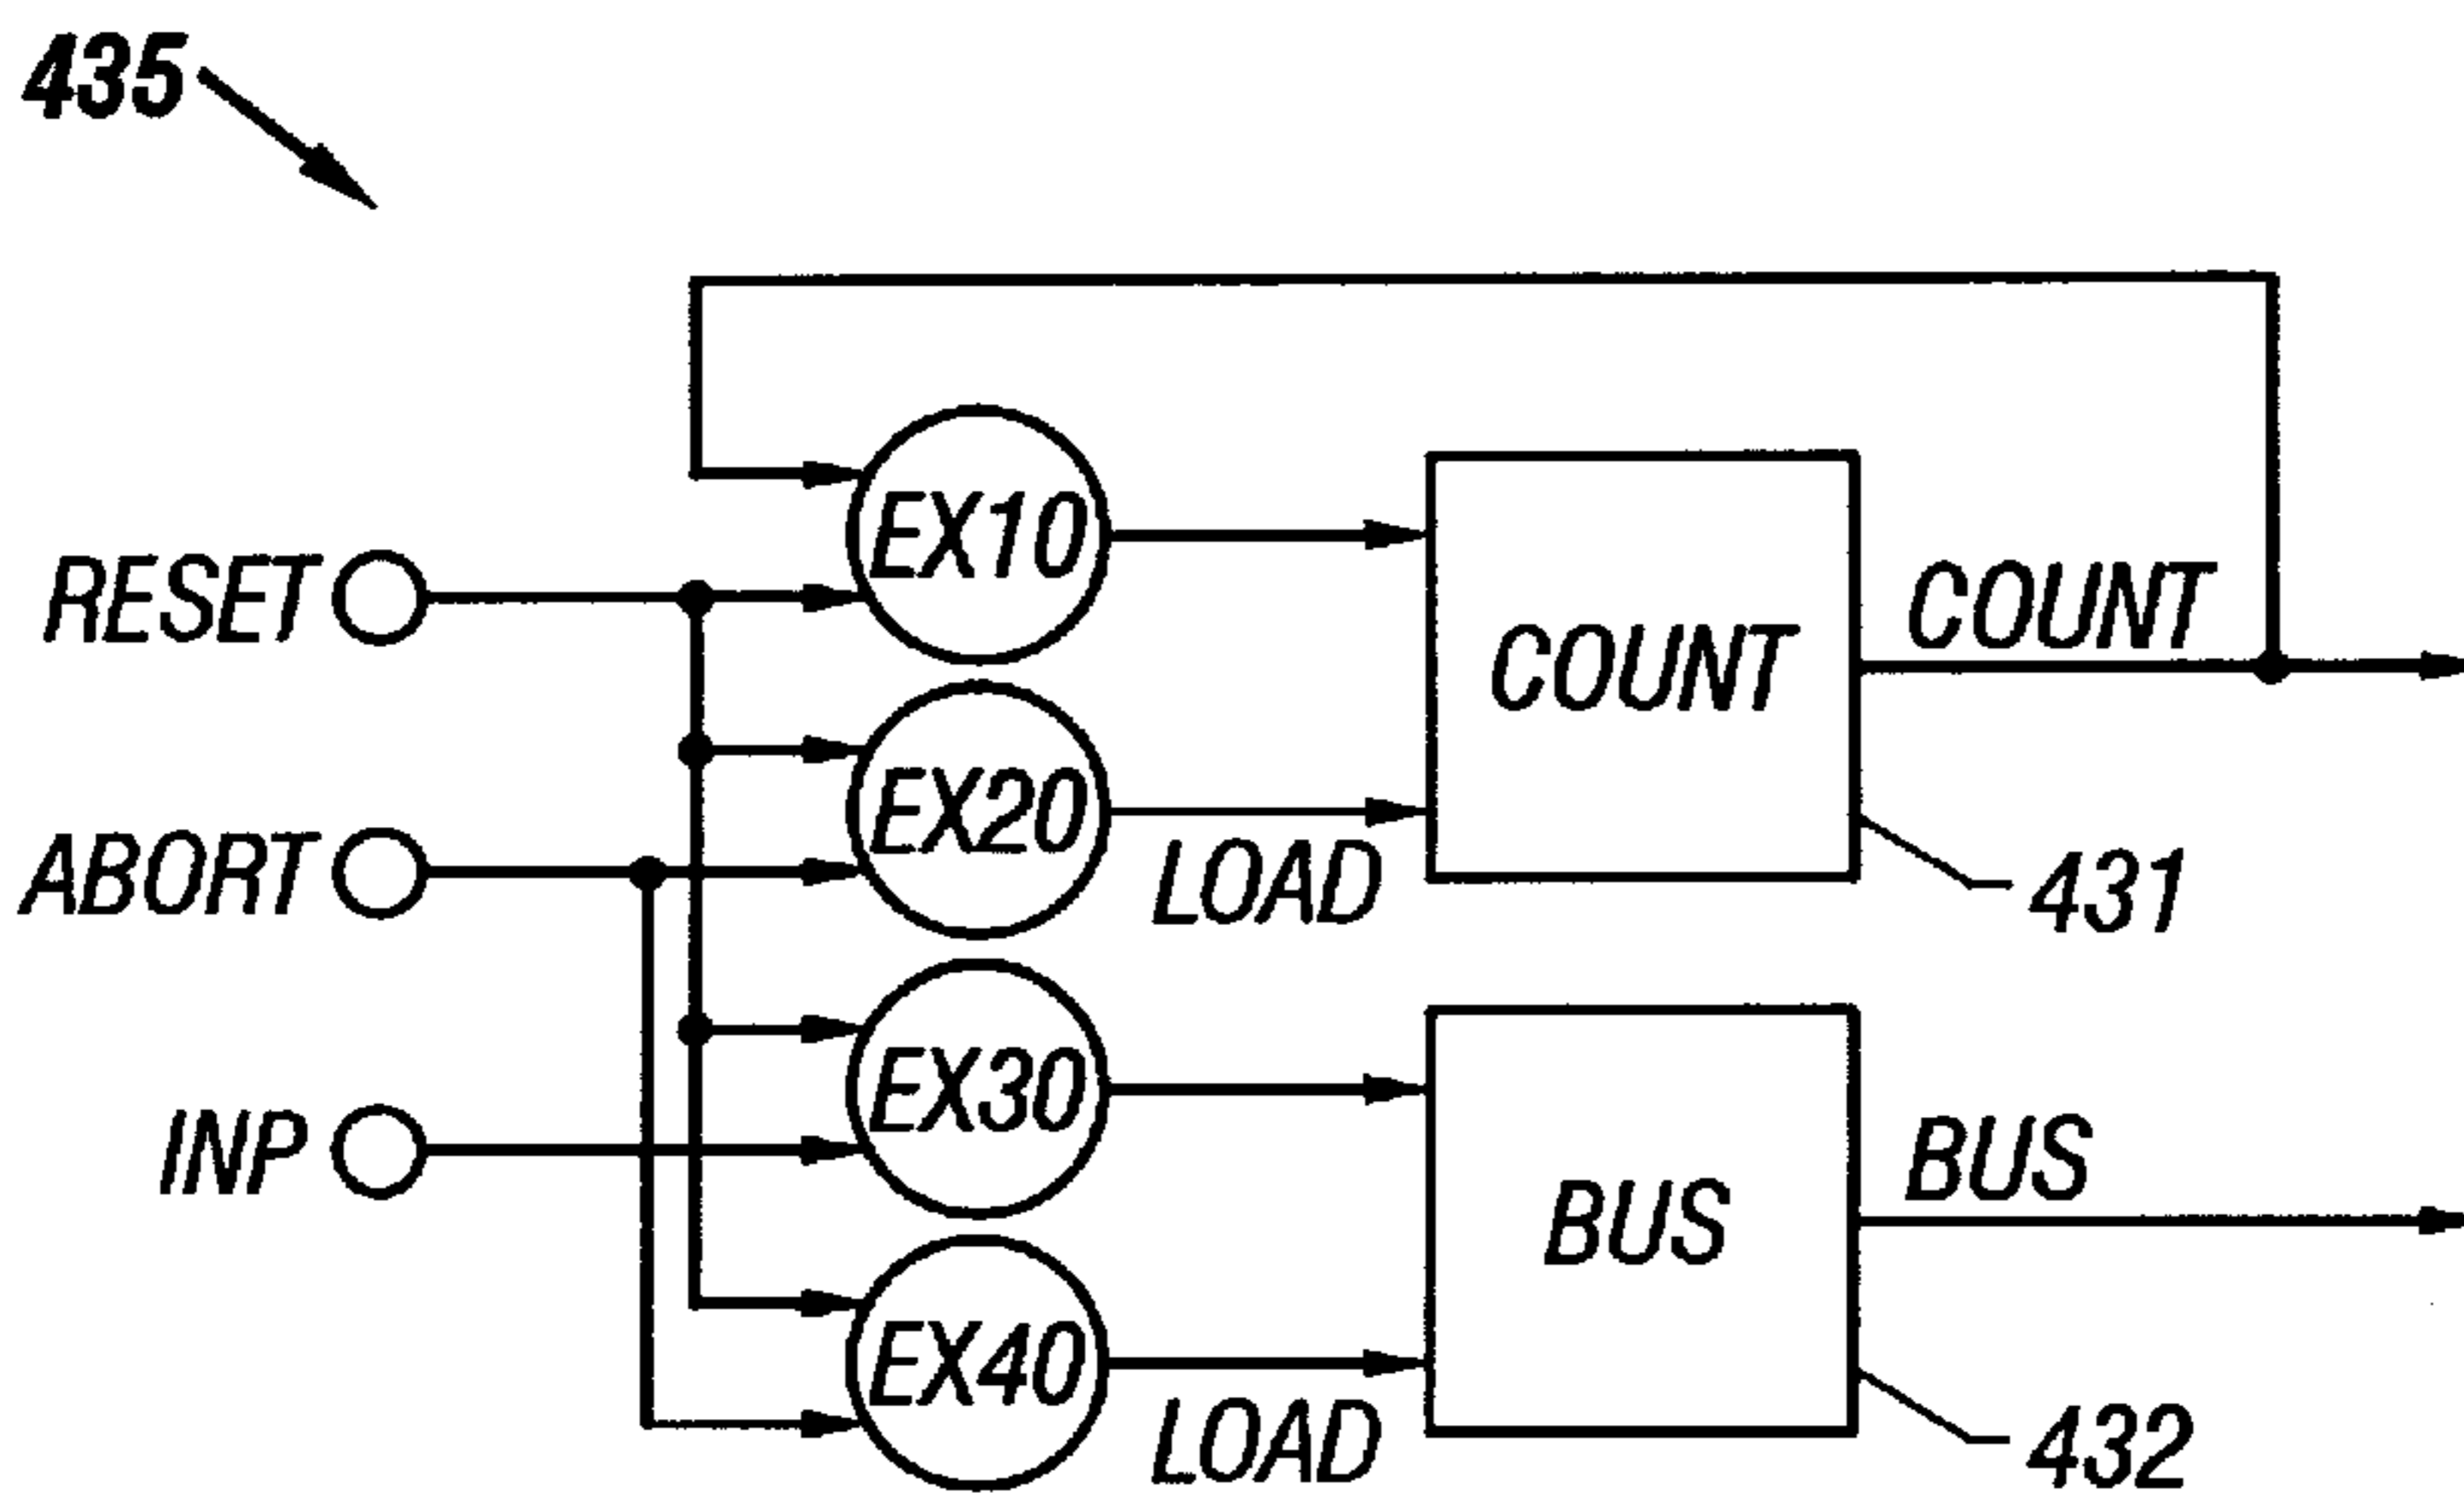 435
EX10
RESET
COUNT
COUNT
EX20
ABORT
LOAD
431
EX30
INP
BUS
BUS
EX40
LOAD
432